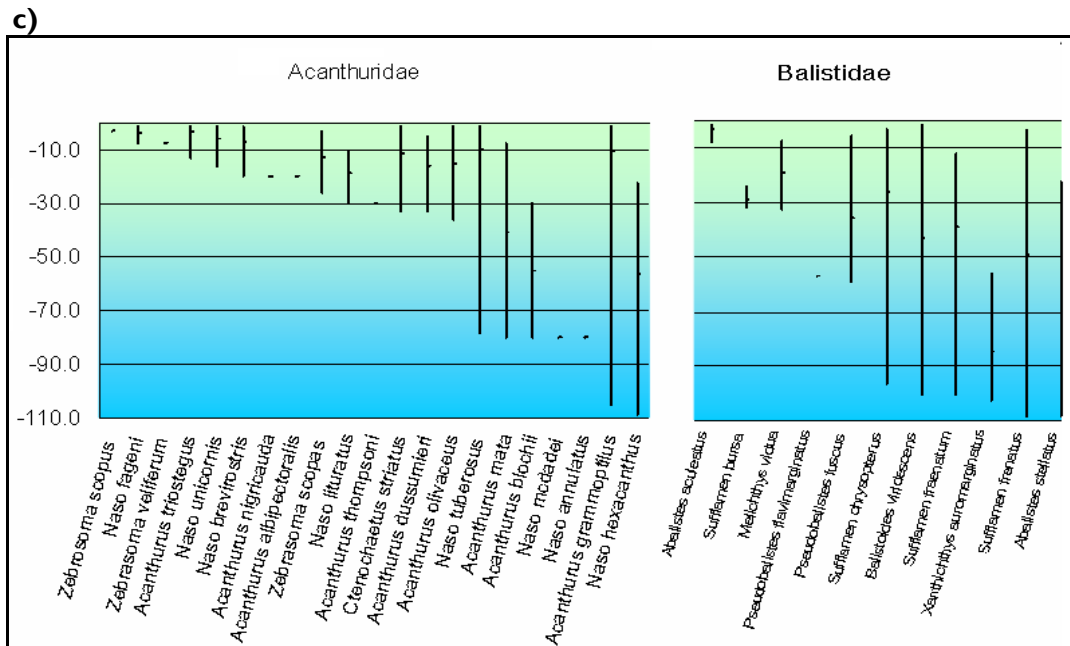 c)
Acanthuridae
Balistidae
-10.0
-30.0
-50.0
-70.0
-90.0
-110.0
Zebrosoma scopus
Naso fageni
Zebrasoma veliferum
Acanthurus triostegus
Naso unicornis
Naso brevirostris
Acanthurus nigricauda
Acanthurus albipectoralis
Zebrasoma scopas
Naso lituratus
Acanthurus thompsoni
Ctenochaetus striatus
Acanthurus dussumieri
Acanthurus olivaceus
Naso tuberosus
Acanthurus mata
Acanthurus blochii
Naso mcdadei
Naso annulatus
Acanthurus grammoptilus
Naso hexacanthus
Abalistes aculeatus
Sufflamen bursa
Melichthys vidua
Pseudobalistes flavimarginatus
Pseudobalistes fuscus
Sufflamen chrysopterus
Balistoides viridescens
Sufflamen fraenatum
Xanthichthys auromarginatus
Sufflamen frenatus
Abalistes stellatus